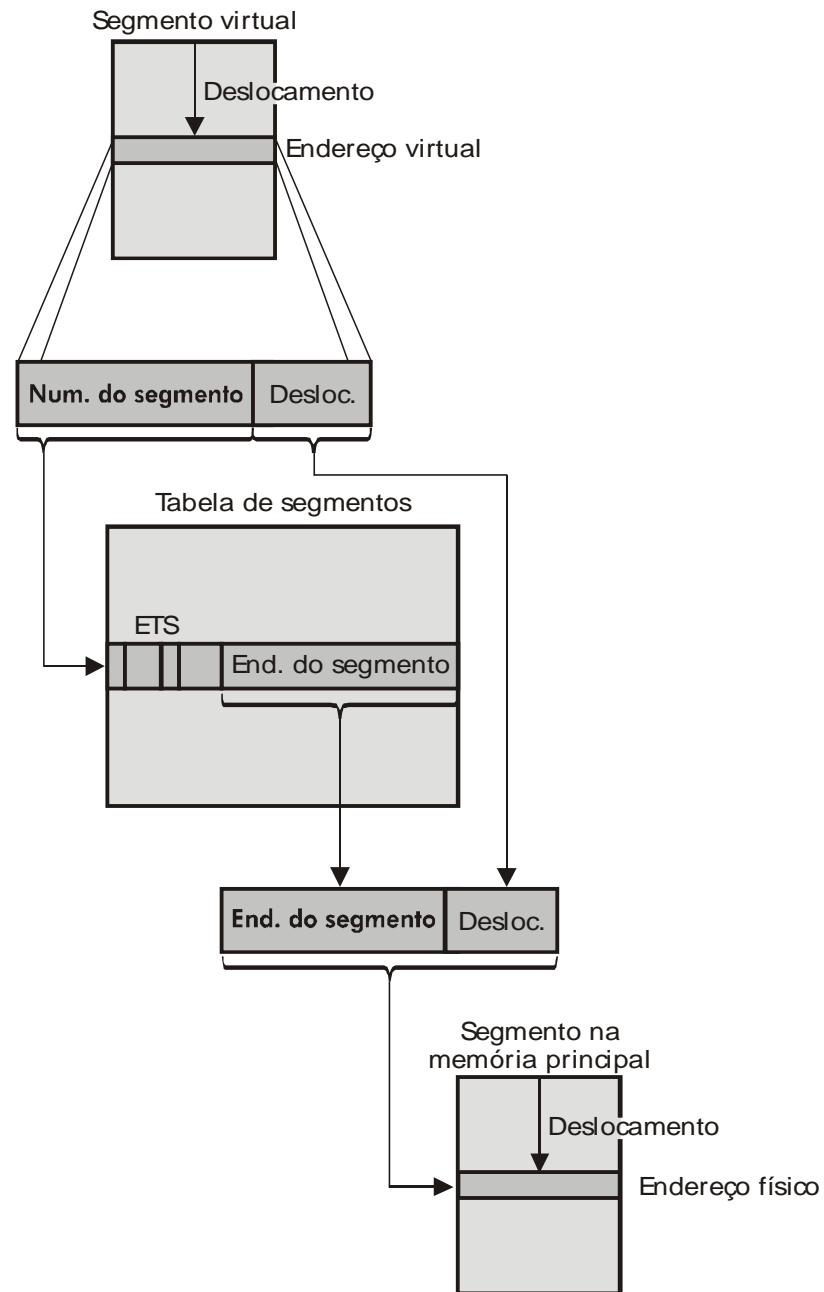 Segmento virtual
Deslocamento
Endereço virtual
Num. do segmento
Desloc.
Tabela de segmentos
ETS
End. do segmento
End. do segmento
Desloc.
Segmento na
memória principal
Deslocamento
Endereço físico